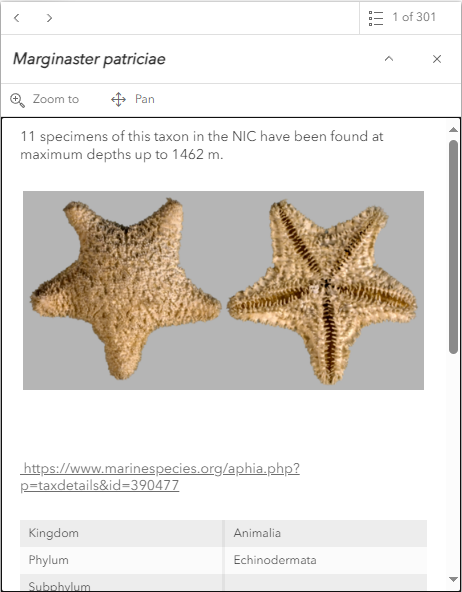 1 of 301
Marginaster patriciae
Zoom to Pan
11 specimens of this taxon in the NIC have been found at
maximum depths up to 1462 m.
https://www.marinespecies.org/aphia.php?
p=taxdetails&id=390477
Kingdom Animalia
Phylum Echinodermata
Subphylum